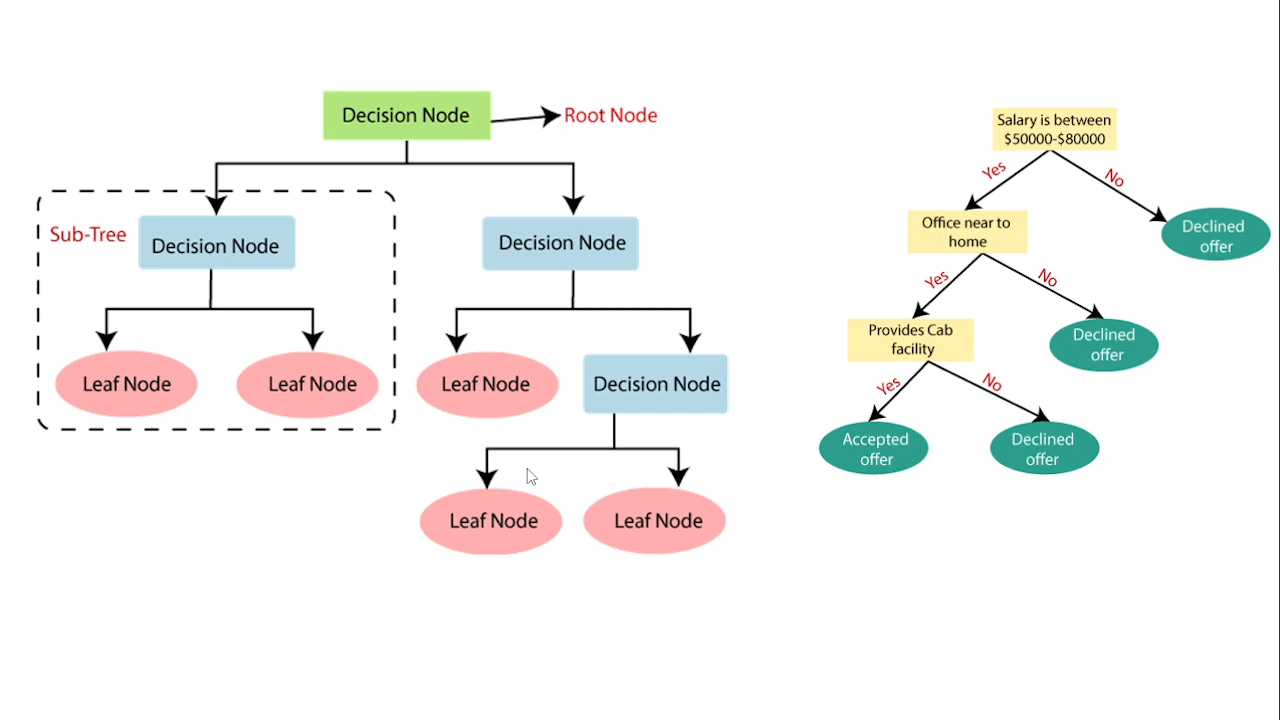 Decision Node
Root Node
Sub-Tree
Decision Node
Decision Node
Leaf Node
Leaf Node
Leaf Node
Decision Node
Leaf Node
Leaf Node
Salary is between
$50000-$80000
Yes
No
Office near to
home
Declined
offer
Yes
No
Provides Cab
facility
Declined
offer
Yes
No
Accepted
offer
Declined
offer